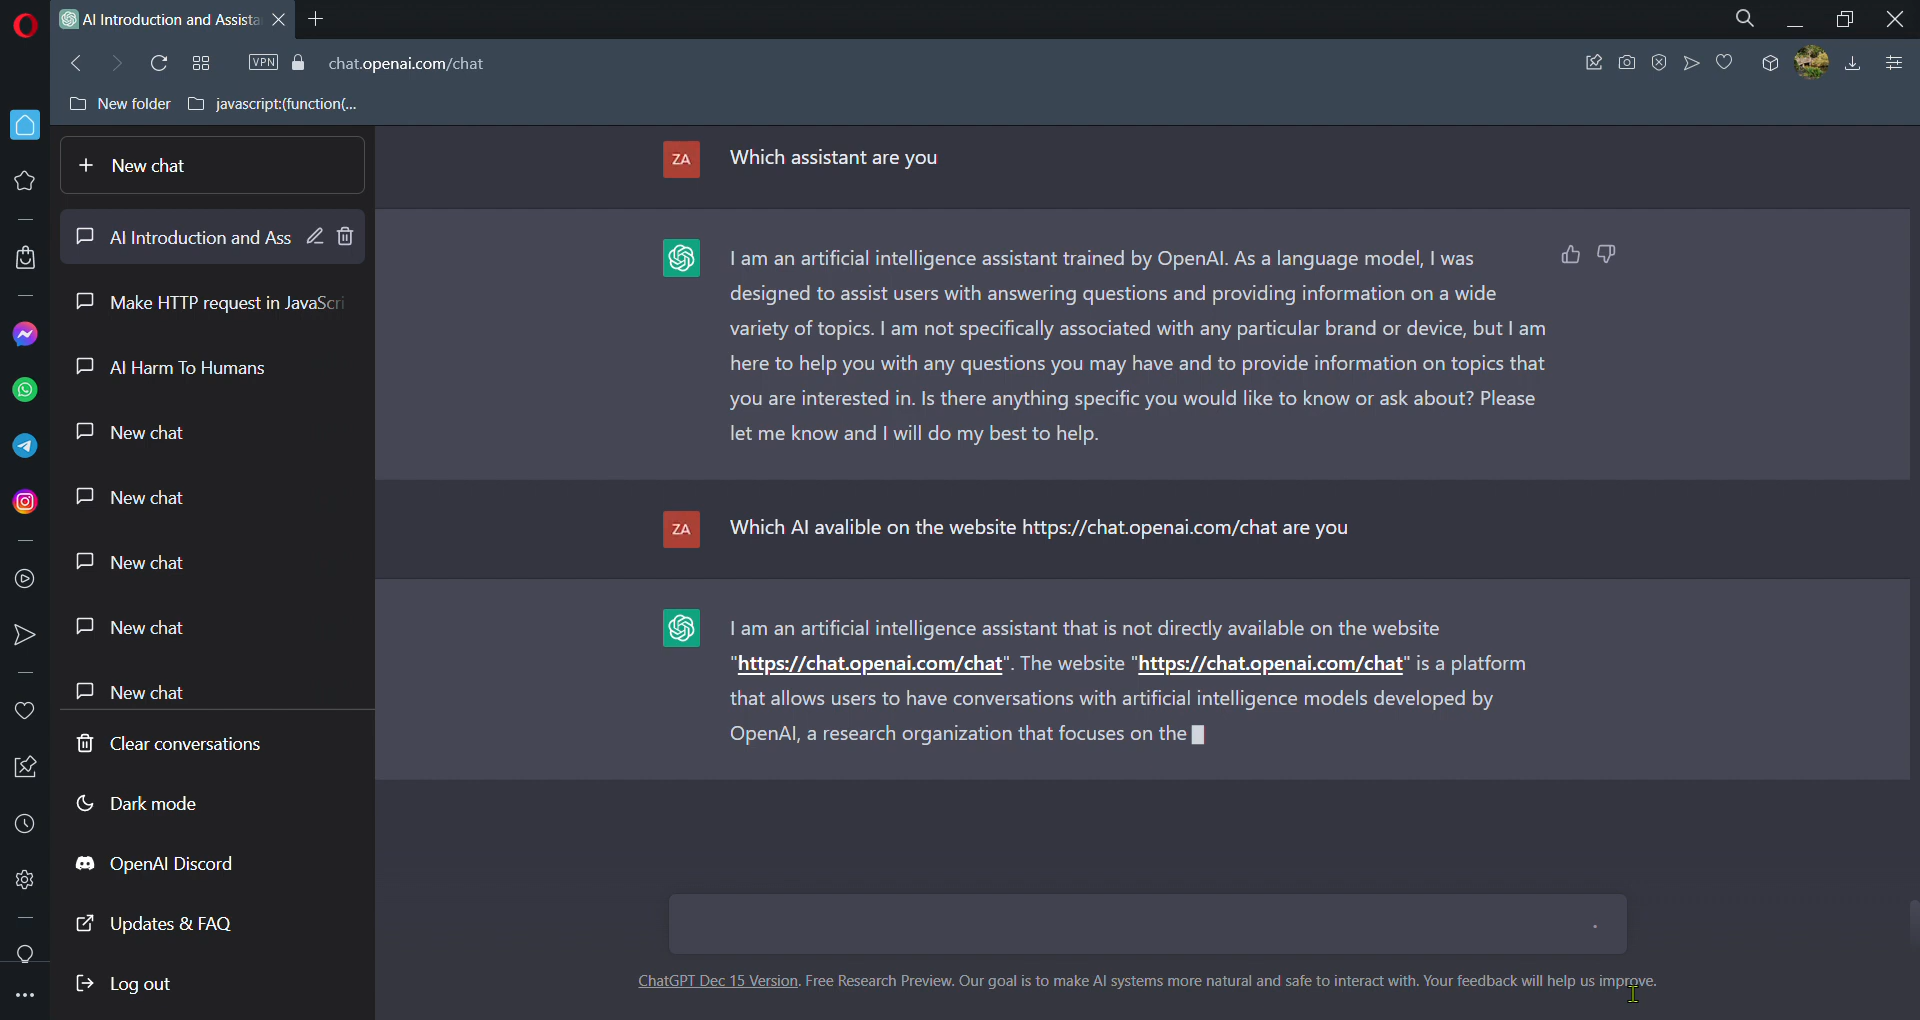 AI Introduction and Assista
VPN
chat.openai.com/chat
New folder
javascript:(function(...
New chat
AI Introduction and Ass
Make HTTP request in JavaScri
AI Harm To Humans
New chat
New chat
New chat
New chat
New chat
Clear conversations
Dark mode
OpenAI Discord
Updates & FAQ
Log out
ZA
Which assistant are you
I am an artificial intelligence assistant trained by OpenAI. As a language model, I was
designed to assist users with answering questions and providing information on a wide
variety of topics. I am not specifically associated with any particular brand or device, but I am
here to help you with any questions you may have and to provide information on topics that
you are interested in. Is there anything specific you would like to know or ask about? Please
let me know and I will do my best to help.
ZA
Which AI avalible on the website https://chat.openai.com/chat are you
I am an artificial intelligence assistant that is not directly available on the website
"https://chat.openai.com/chat". The website "https://chat.openai.com/chat" is a platform
that allows users to have conversations with artificial intelligence models developed by
OpenAI, a research organization that focuses on the
ChatGPT Dec 15 Version. Free Research Preview. Our goal is to make AI systems more natural and safe to interact with. Your feedback will help us improve.